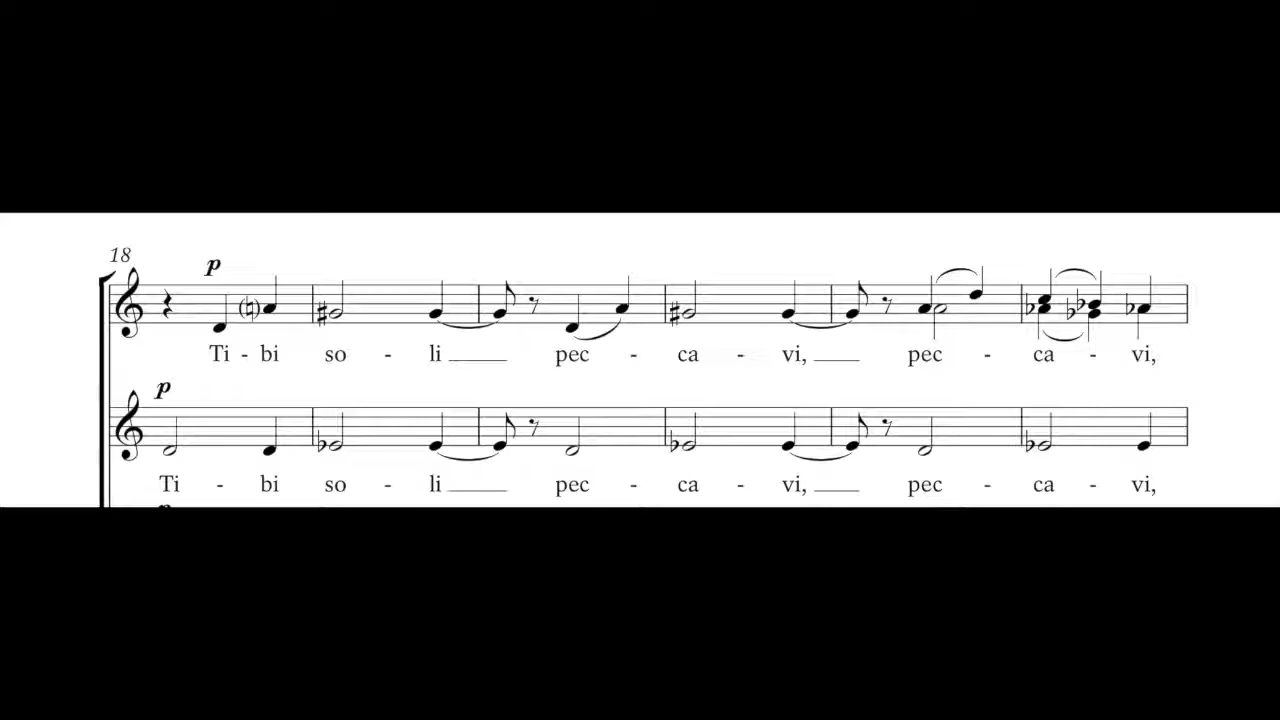 18
p
Ti - bi so - li pec - ca - vi, pec - ca - vi,
p
Ti - bi so - li pec - ca - vi, pec - ca - vi,